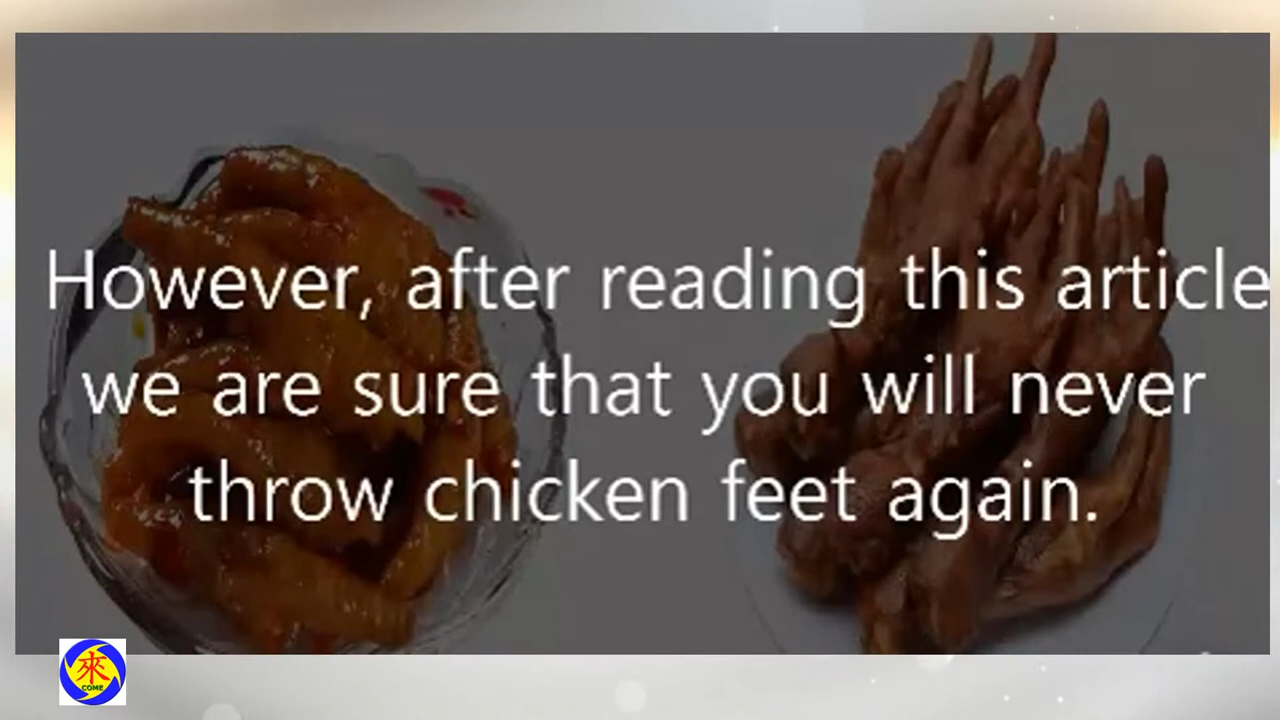 However, after reading this article
we are sure that you will never
throw chicken feet again.
來
COME